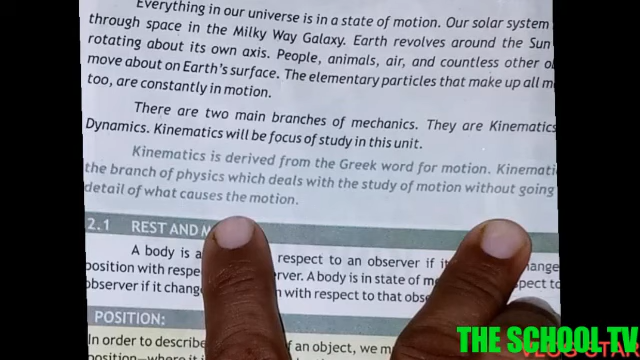 Everything in our universe is in a state of motion. Our solar system
through space in the Milky Way Galaxy. Earth revolves around the Sun
rotating about its own axis. People, animals, air, and countless other
move about on Earth's surface. The elementary particles that make up all
too, are constantly in motion.
There are two main branches of mechanics. They are Kinematics
Dynamics. Kinematics will be focus of study in this unit.
Kinematics is derived from the Greek word for motion.
the branch of physics which deals with the study of motion without going
detail of what causes the motion.
2.1 REST AND
A body is respect to an observer if
position with server. A body is in state of
observer if it with respect to that
POSITION:
In order to describe of an object, we
position—where it
THE SCHOOL TV